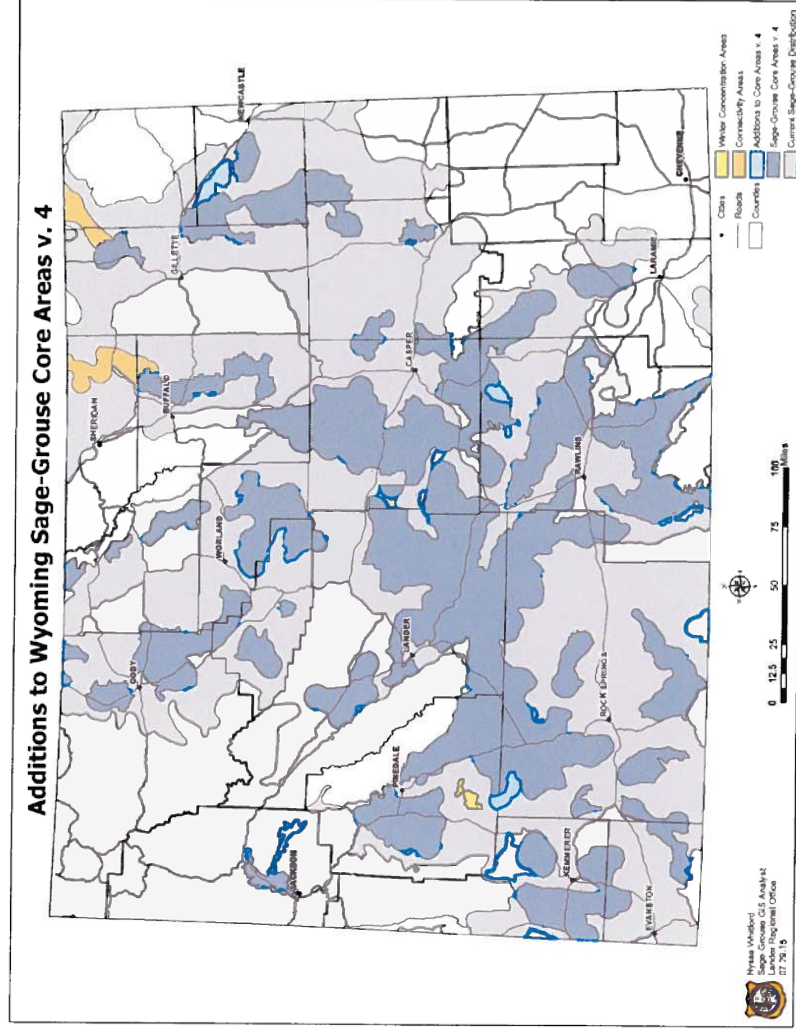 Additions to Wyoming Sage-Grouse Core Areas v. 4
SHERIDAN
CODY
BUFFALO
GILLETTE
NEWCASTLE
WORLAND
JACKSON
LANDER
CASPER
PINEDALE
KEMMERER
ROCK SPRINGS
RAWLINS
LARAMIE
CHEYENNE
EVANSTON
Cities
Roads
Counties
Winter Concentration Areas
Connectivity Areas
Additions to Core Areas v. 4
Sage-Grouse Core Areas v. 4
Current Sage-Grouse Distribution
0 12.5 25 50 75 100
Miles
Nyssa Whitford
Sage-Grouse GIS Analyst
Lander Regional Office
07.29.15